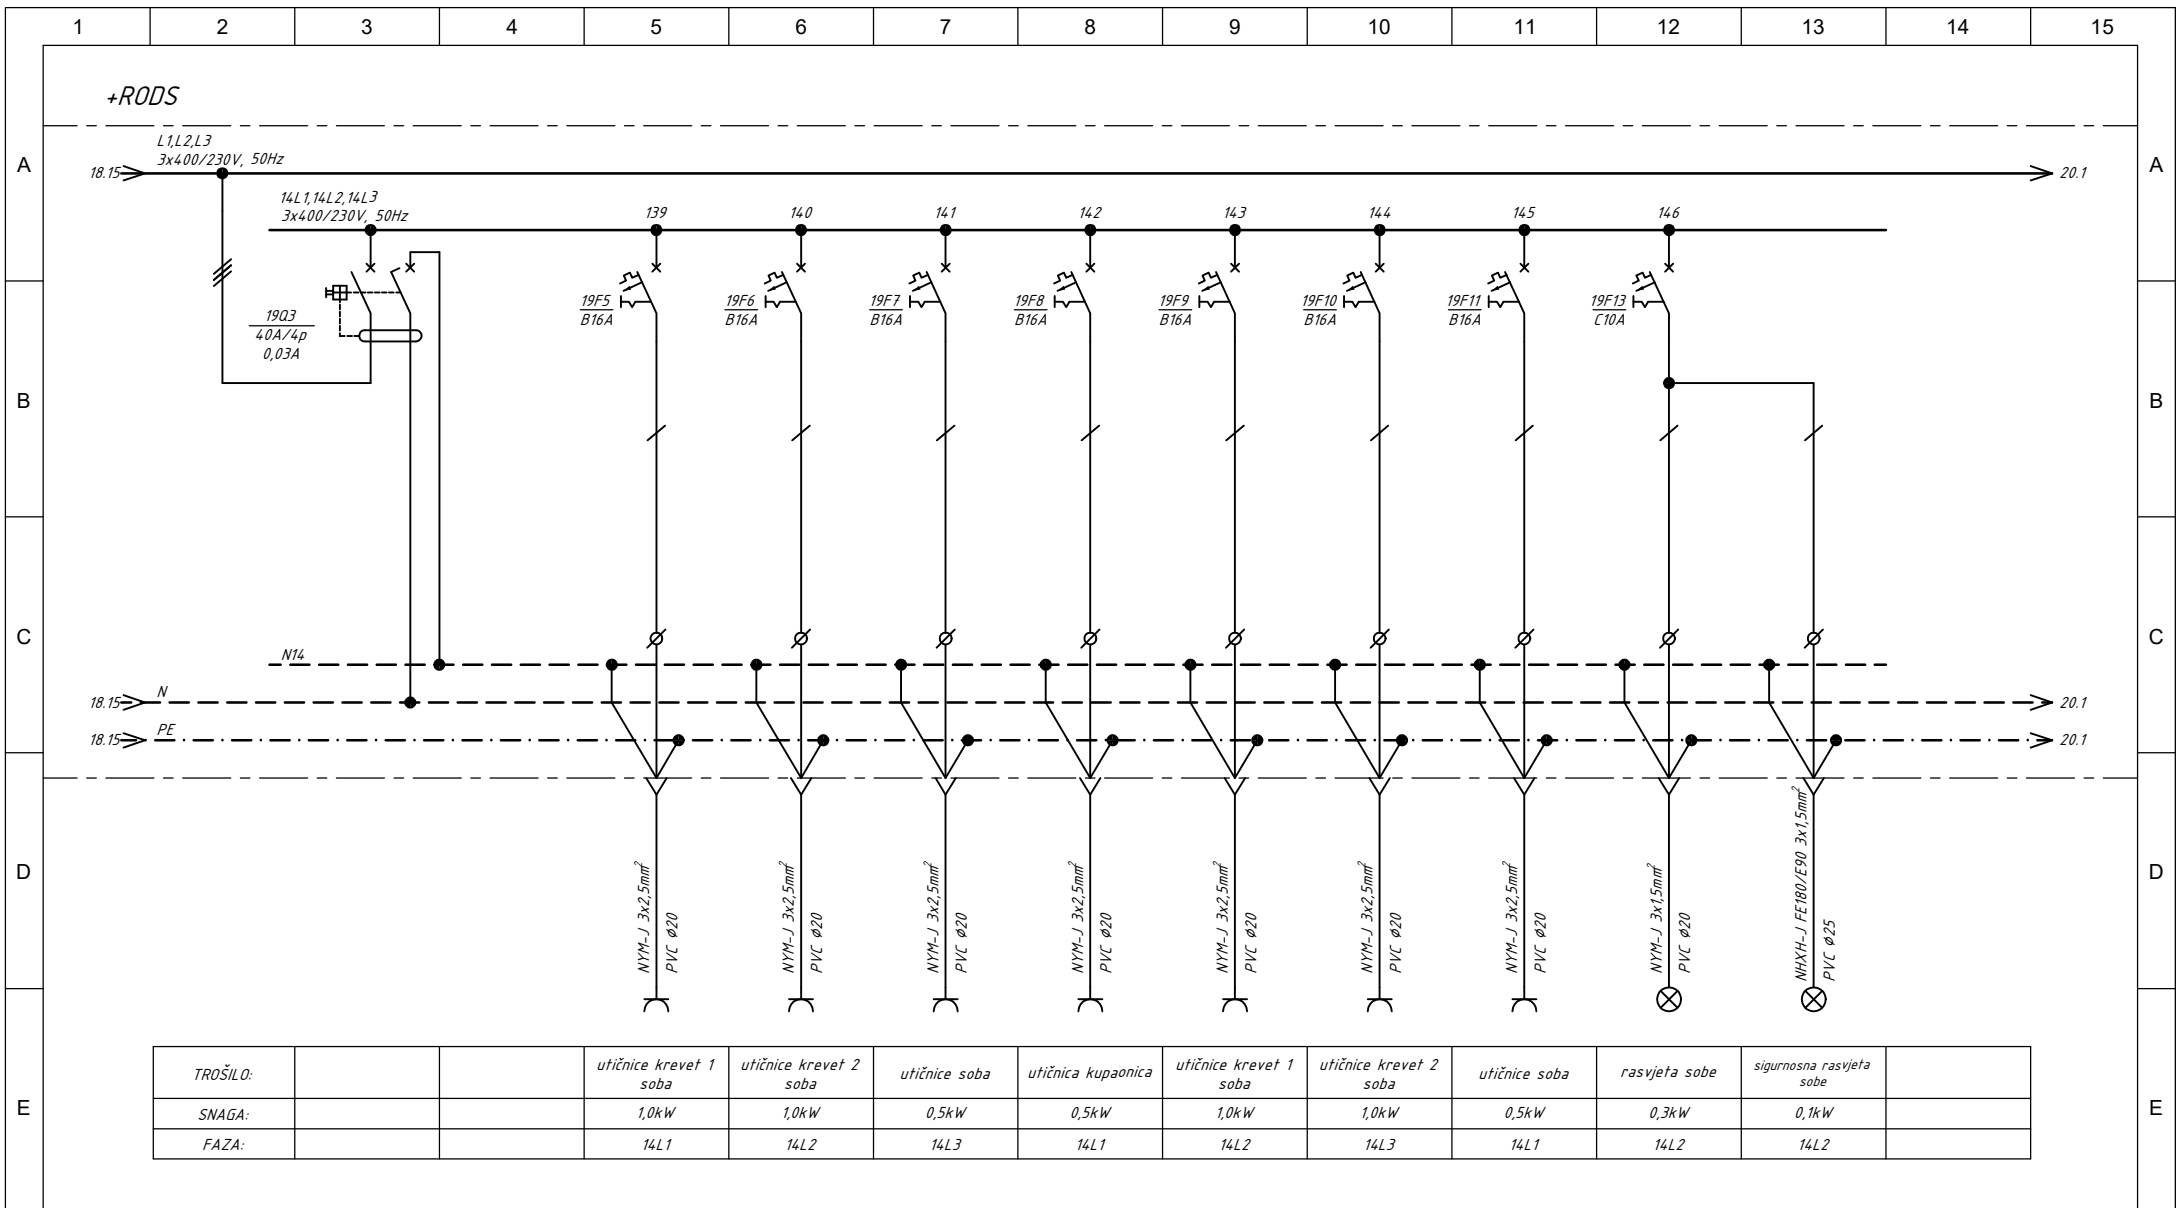 1 2 3 4 5 6 7 8 9 10 11 12 13 14 15
+RODS
L1,L2,L3
3x400/230V, 50Hz
A 18.15 20.1 A
14L1,14L2,14L3
3x400/230V, 50Hz
139 140 141 142 143 144 145 146
19F5 19F6 19F7 19F8 19F9 19F10 19F11 19F13
B16A B16A B16A B16A B16A B16A B16A C10A
19Q3
40A/4p
0,03A
B B
C C
N14
18.15 N 20.1
18.15 PE 20.1
D D
NYM-J 3x2,5mm²
PVC ø20
NYM-J 3x2,5mm²
PVC ø20
NYM-J 3x2,5mm²
PVC ø20
NYM-J 3x2,5mm²
PVC ø20
NYM-J 3x2,5mm²
PVC ø20
NYM-J 3x2,5mm²
PVC ø20
NYM-J 3x2,5mm²
PVC ø20
NYM-J 3x1,5mm²
PVC ø20
NHXH-J FE180/E90 3x1,5mm²
PVC ø25
E E
TROŠILO:
utičnice krevet 1
soba
utičnice krevet 2
soba
utičnice soba
utičnica kupaonica
utičnice krevet 1
soba
utičnice krevet 2
soba
utičnice soba
rasvjeta sobe
sigurnosna rasvjeta
sobe
SNAGA: 1,0kW 1,0kW 0,5kW 0,5kW 1,0kW 1,0kW 0,5kW 0,3kW 0,1kW
FAZA: 14L1 14L2 14L3 14L1 14L2 14L3 14L1 14L2 14L2